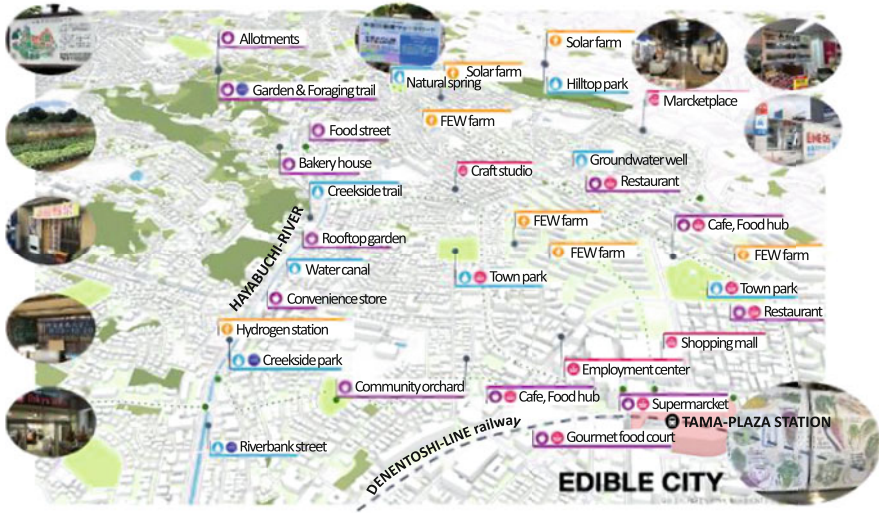 Allotments
Solar farm
Solar farm
Natural spring
Hilltop park
Garden & Foraging trail
Marcketplace
FEW farm
Food street
Bakery house
Craft studio
Groundwater well
Creekside trail
Restaurant
FEW farm
Cafe, Food hub
Rooftop garden
FEW farm
FEW farm
HAYABUCHI-RIVER
Water canal
Town park
Town park
Convenience store
Restaurant
Hydrogen station
Shopping mall
Creekside park
Employment center
Community orchard
Cafe, Food hub
Supermarcket
TAMA-PLAZA STATION
DENENTOSHI-LINE railway
Gourmet food court
Riverbank street
EDIBLE CITY